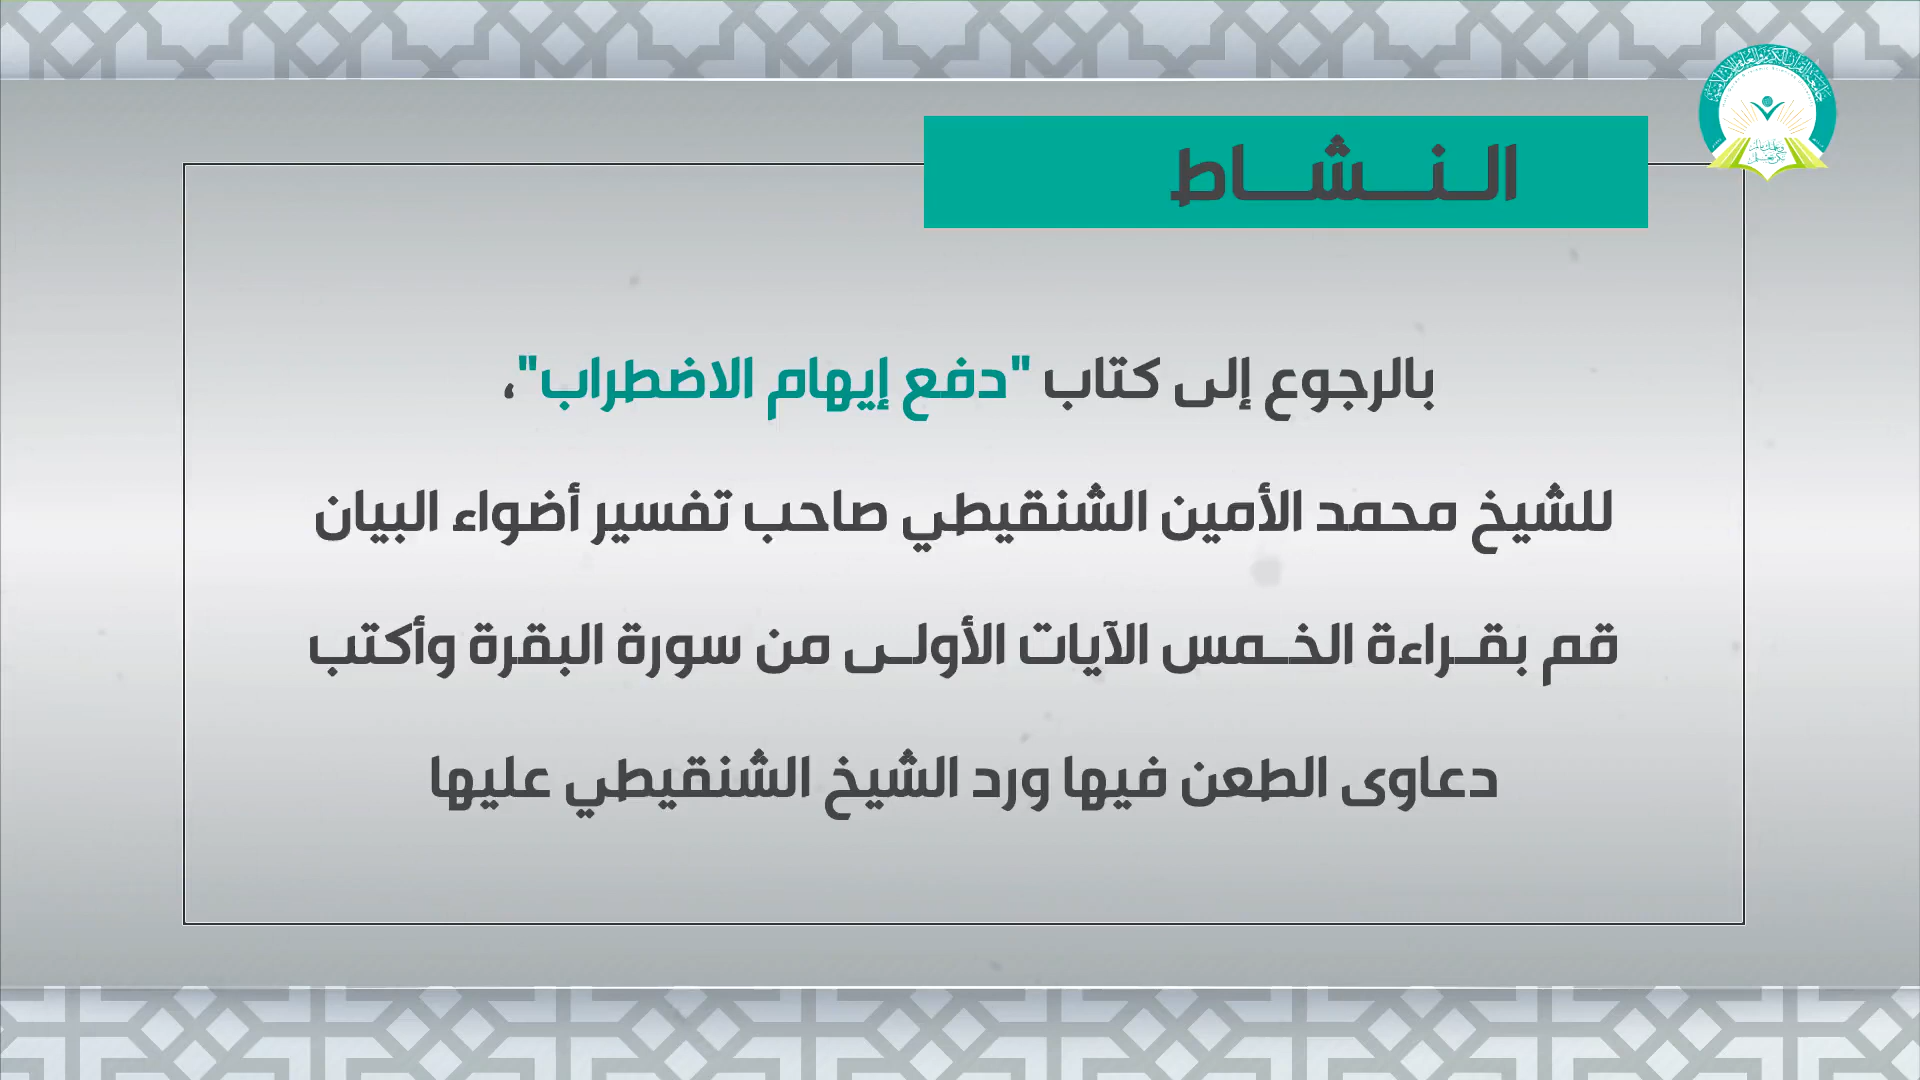 النشاط
بالرجوع إلى كتاب "دفع إيهام الاضطراب"،
للشيخ محمد الأمين الشنقيطي صاحب تفسير أضواء البيان
قم بقراءة الخمس الآيات الأولى من سورة البقرة وأكتب
دعاوى الطعن فيها ورد الشيخ الشنقيطي عليها